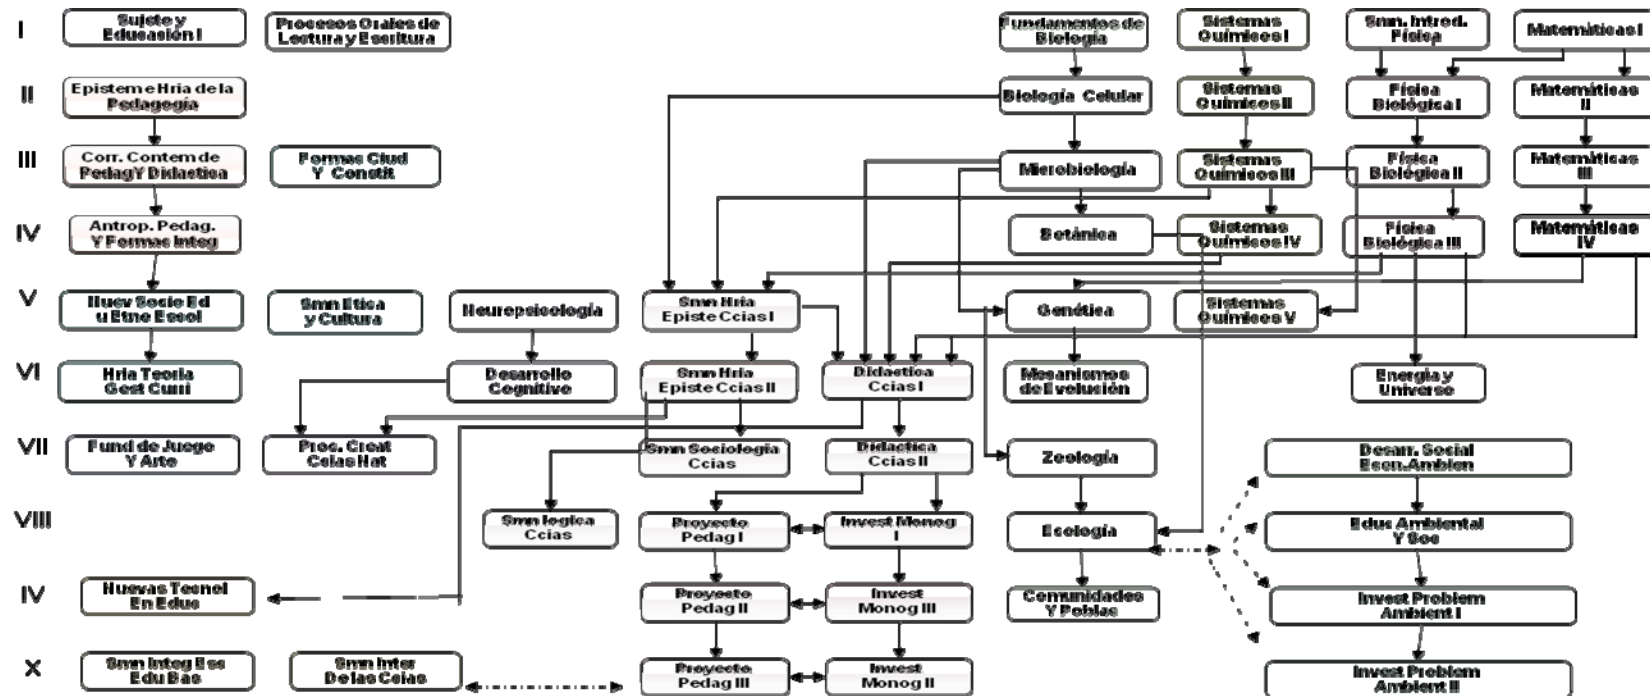 I
Sujeto y
Educasión I
Procesos Orales de
Lectura y Escritura
Fundamentos de
Biología
Sistemas
Químicos I
Smn. Introd.
Física
Matemáticas I
II
Episteme Hria de la
Pedagogía
Biología Celular
Sistemas
Químicos II
Física
Biológica I
Matemáticas
II
III
Corr. Contem de
PedagY Didactica
Formas Ciud
Y Constit
Microbiología
Sistemas
Químicos III
Física
Biológica II
Matemáticas
III
IV
Antrop. Pedag.
Y Formas Integ
Botánica
Sistemas
Químicos IV
Física
Biológica III
Matemáticas
IV
V
Nuev Socio Ed
u Etno Escol
Smn Etica
y Cultura
Neuropsicología
Smn Hria
Episte Ccias I
Genética
Sistemas
Químicos V
VI
Hria Teoria
Gest Curri
Desarrollo
Cognitivo
Smn Hria
Episte Ccias II
Didactica
Ccias I
Mecanismos
de Evolución
Energía y
Universo
VII
Fund de Juego
Y Arte
Proc. Creat
Ccias Nat
Smn Sociología
Ccias
Didactica
Ccias II
Zoología
Desarr. Social
Econ.Ambien
VIII
Smn logica
Ccias
Proyecto
Pedag I
Invest Monog
I
Ecología
Educ Ambiental
Y Soc
IV
Nuevas Tecnol
En Educ
Proyecto
Pedag II
Invest
Monog III
Comunidades
Y Poblas
Invest Problem
Ambient I
X
Smn Integ Esc
Edu Bas
Smn Inter
De las Ccias
Proyecto
Pedag III
Invest
Monog II
Invest Problem
Ambient II